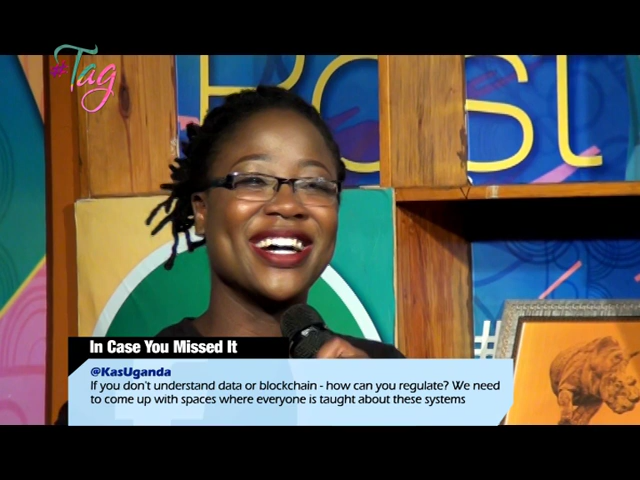 #Tag
Post
#
In Case You Missed It
@KasUganda
If you don't understand data or blockchain - how can you regulate? We need
to come up with spaces where everyone is taught about these systems